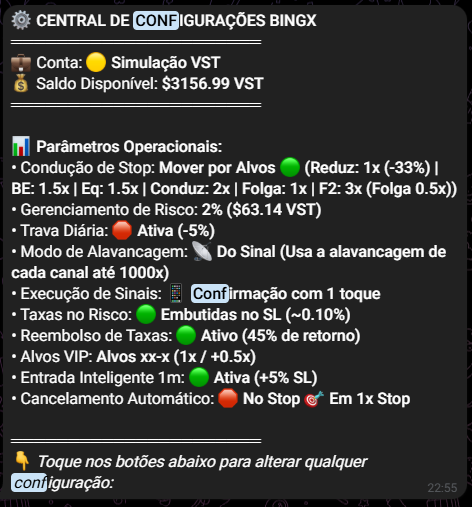 ⚙️ CENTRAL DE CONFIGURAÇÕES BINGX
════════════════════
💼 Conta: 🟡 Simulação VST
💰 Saldo Disponível: $3156.99 VST
════════════════════
📊 Parâmetros Operacionais:
• Condução de Stop: Mover por Alvos 🟢 (Reduz: 1x (-33%) |
BE: 1.5x | Eq: 1.5x | Conduz: 2x | Folga: 1x | F2: 3x (Folga 0.5x))
• Gerenciamento de Risco: 2% ($63.14 VST)
• Trava Diária: 🛑 Ativa (-5%)
• Modo de Alavancagem: 📡 Do Sinal (Usa a alavancagem de
cada canal até 1000x)
• Execução de Sinais: 📱 Confirmação com 1 toque
• Taxas no Risco: 🟢 Embutidas no SL (~0.10%)
• Reembolso de Taxas: 🟢 Ativo (45% de retorno)
• Alvos VIP: Alvos xx-x (1x / +0.5x)
• Entrada Inteligente 1m: 🟢 Ativa (+5% SL)
• Cancelamento Automático: 🛑 No Stop 🎯 Em 1x Stop
════════════════════
👇 Toque nos botões abaixo para alterar qualquer
configuração:
22:55